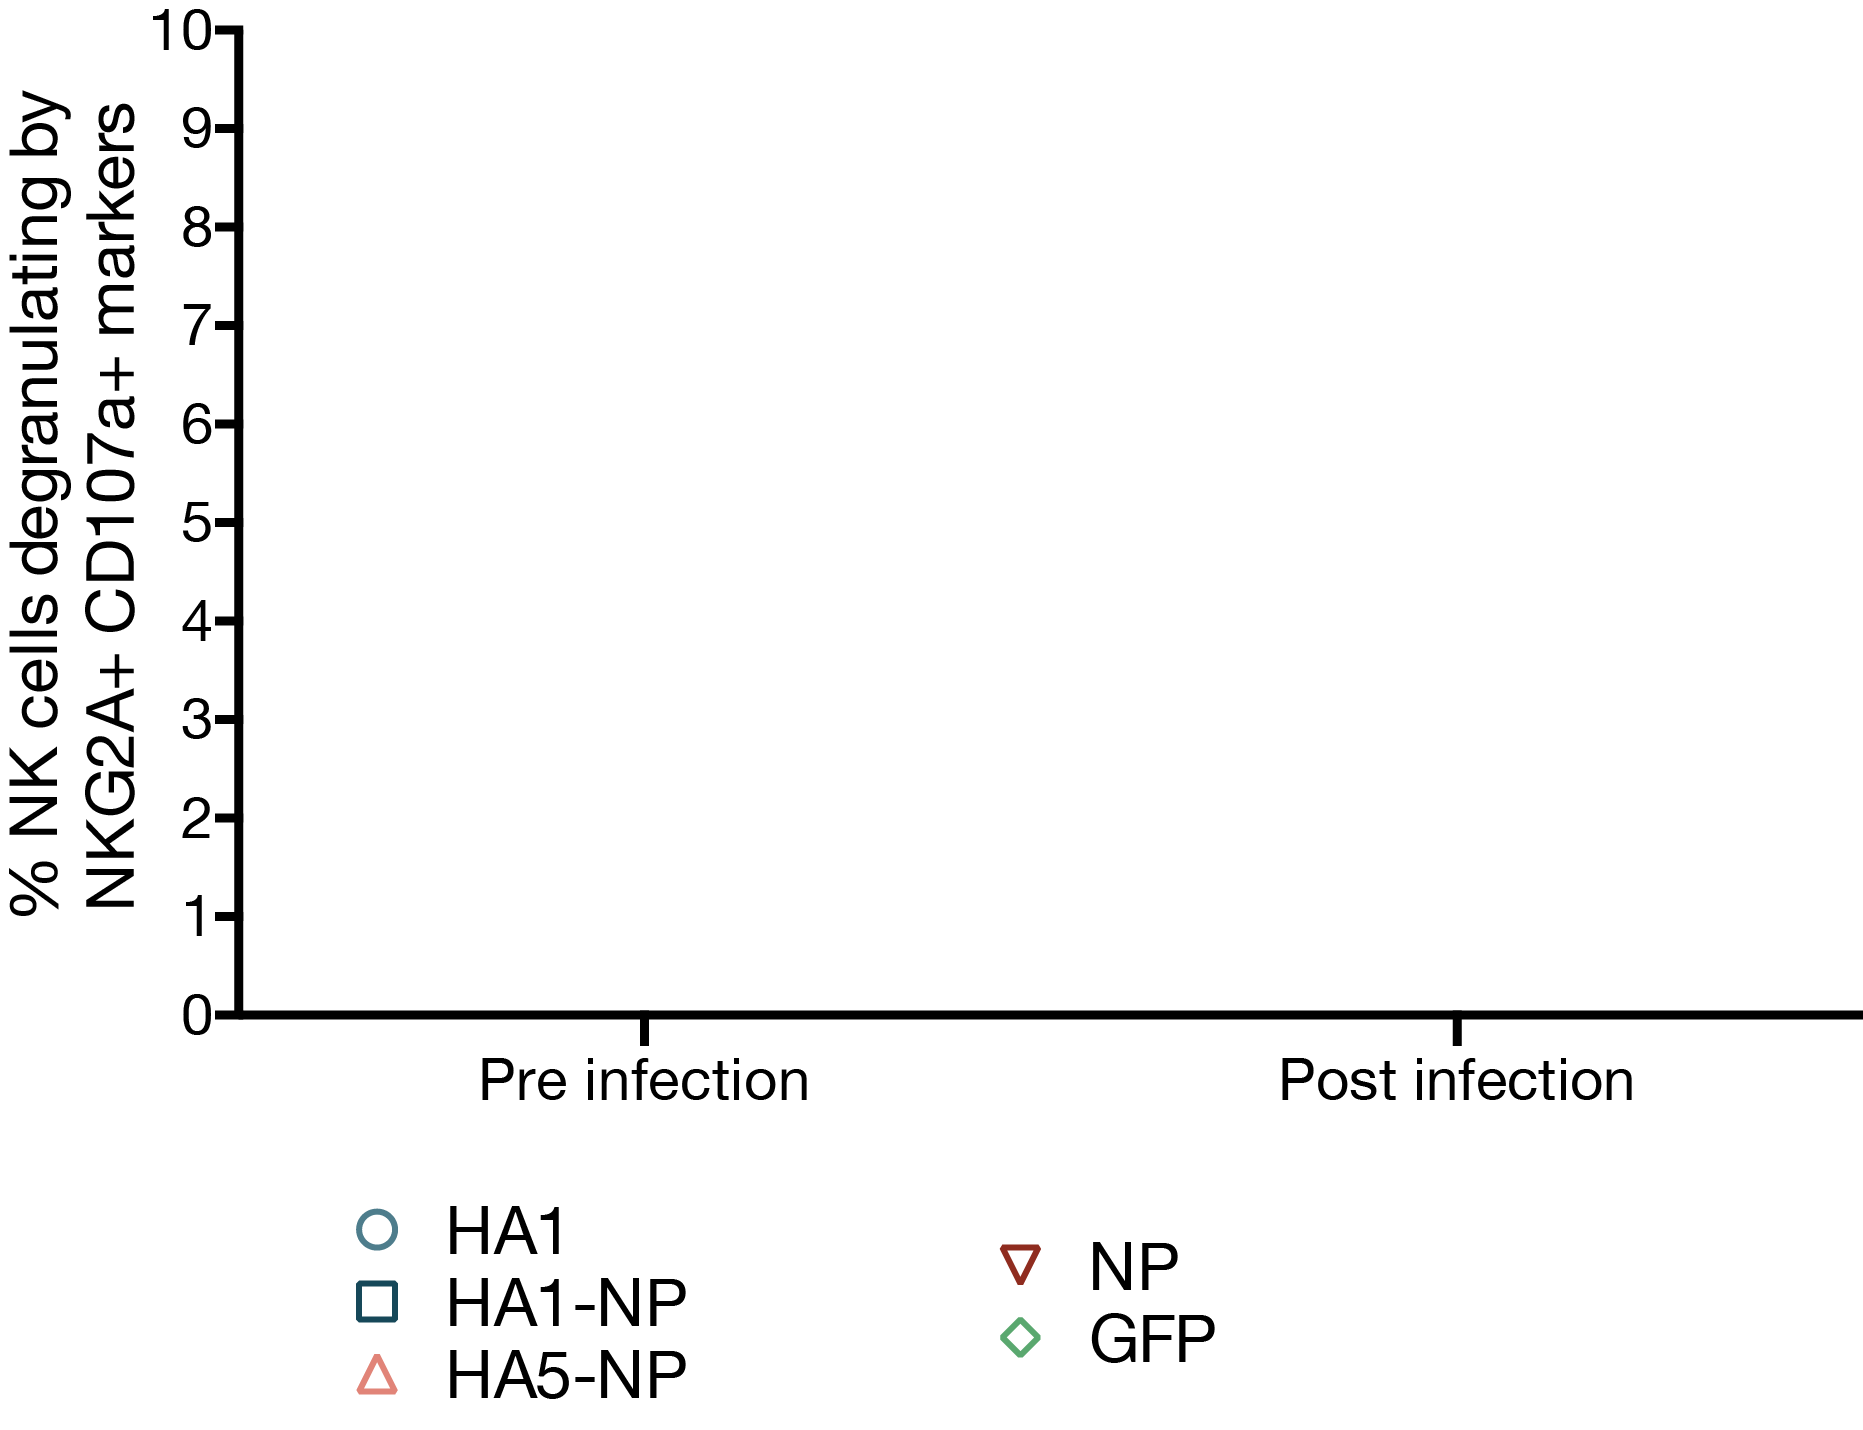 % NK cells degranulating by
NKG2A+ CD107a+ markers
10
9
8
7
6
5
4
3
2
1
0
Pre infection
Post infection
HA1
HA1-NP
HA5-NP
NP
GFP